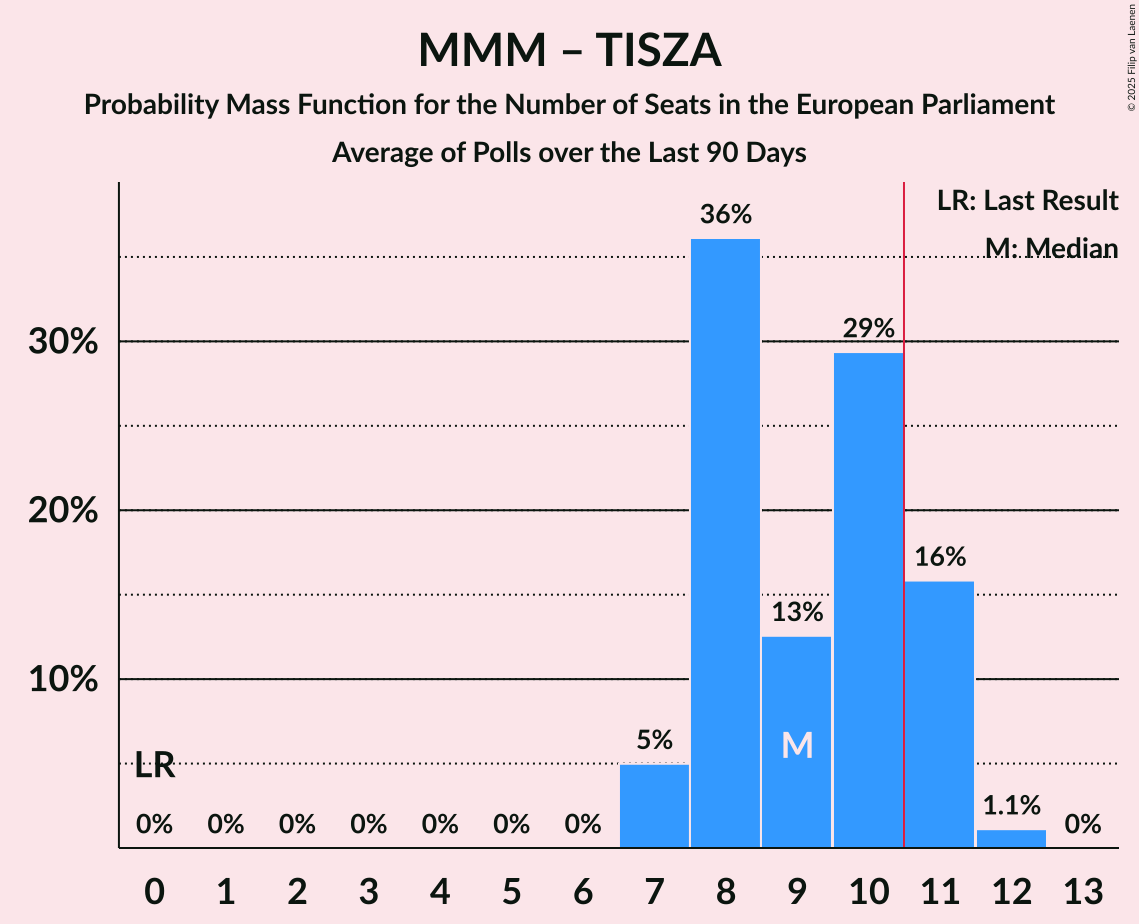 MMM – TISZA
Probability Mass Function for the Number of Seats in the European Parliament
Average of Polls over the Last 90 Days
© 2025 Filip van Laenen
LR: Last Result
M: Median
36%
30%
29%
20%
16%
13%
10%
5%
M
LR
1.1%
0% 0% 0% 0% 0% 0% 0% 0%
0 1 2 3 4 5 6 7 8 9 10 11 12 13